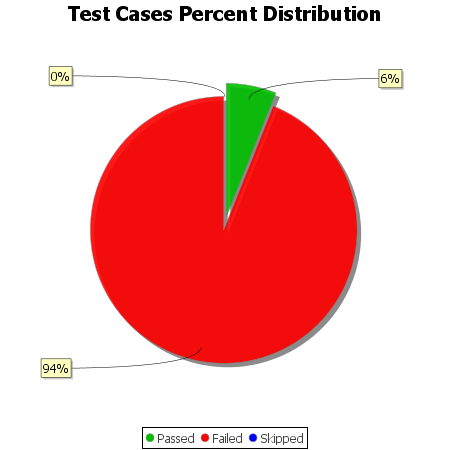 Test Cases Percent Distribution
0%
6%
94%
Passed Failed Skipped